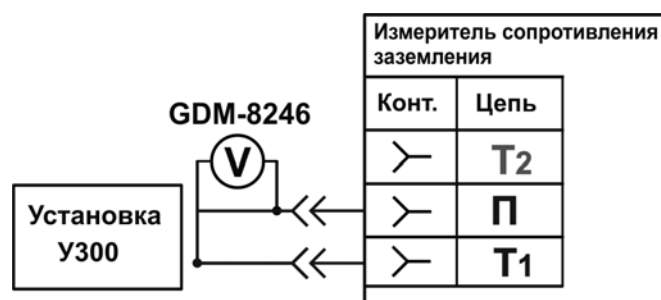 Измеритель сопротивления
заземления
Конт. Цепь
GDM-8246
V
T2
Установка
У300
П
T1